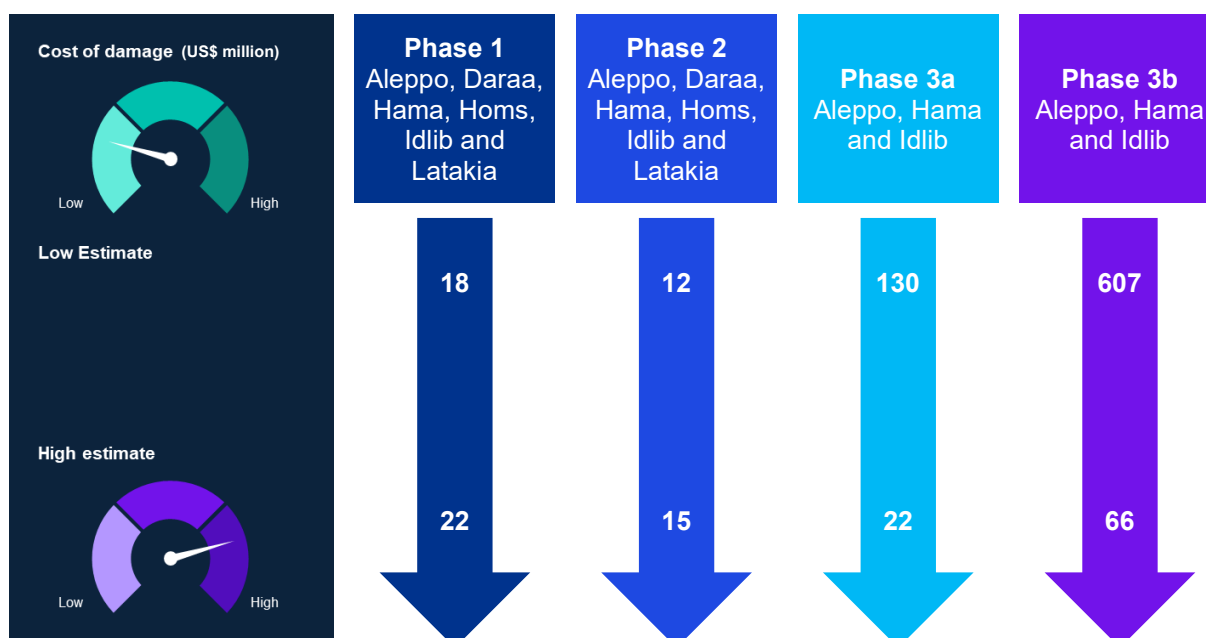 Cost of damage (US$ million)
Low
High
Low Estimate
High estimate
Low
High
Phase 1
Aleppo, Daraa,
Hama, Homs,
Idlib and
Latakia
18
22
Phase 2
Aleppo, Daraa,
Hama, Homs,
Idlib and
Latakia
12
15
Phase 3a
Aleppo, Hama
and Idlib
130
22
Phase 3b
Aleppo, Hama
and Idlib
607
66